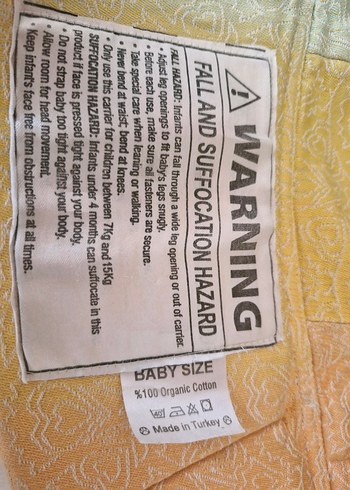 WARNING
FALL AND SUFFOCATION HAZARD
FALL HAZARD: Infants can fall through a wide leg opening or out of carrier.
• Adjust leg openings to fit baby's legs snugly.
• Before each use, make sure all fasteners are secure.
• Take special care when leaning or walking.
• Never bend at waist; bend at knees.
• Only use this carrier for children between 7Kg and 15Kg
SUFFOCATION HAZARD: Infants under 4 months can suffocate in this
product if face is pressed tight against your body.
• Do not strap baby too tight against your body.
• Allow room for head movement.
• Keep infant's face free from obstructions at all times.
BABY SIZE
%100 Organic Cotton
Made in Turkey